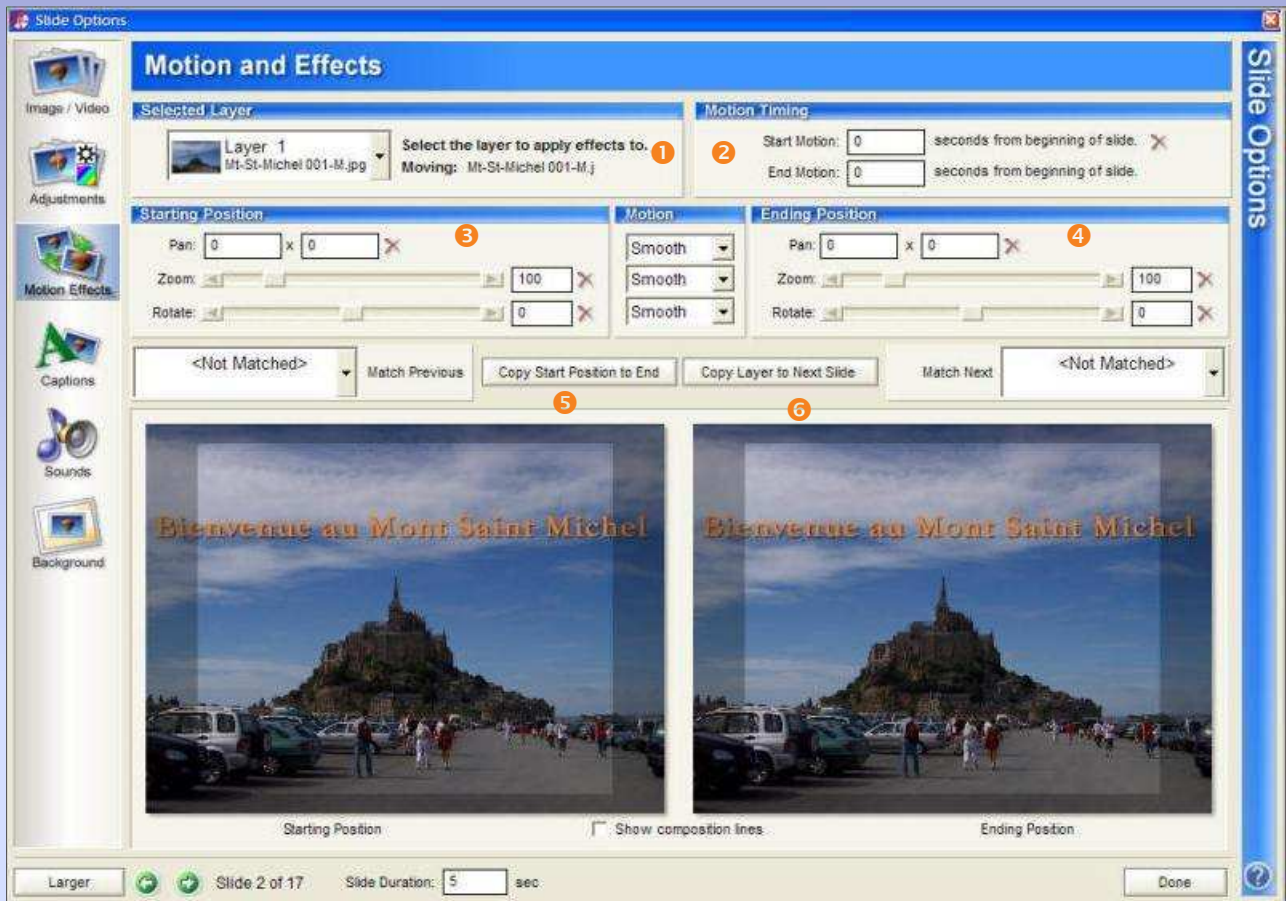 Slide Options
Slide Options
Image / Video
Adjustments
Motion Effects
Captions
Sounds
Background
Motion and Effects
Selected Layer
Layer 1
Mt-St-Michel 001-M.jpg
Select the layer to apply effects to.
Moving: Mt-St-Michel 001-M.j
1
Motion Timing
2
Start Motion: 0 seconds from beginning of slide.
End Motion: 0 seconds from beginning of slide.
Starting Position
3
Pan: 0 x 0
Zoom: 100
Rotate: 0
Motion
Smooth
Smooth
Smooth
Ending Position
4
Pan: 0 x 0
Zoom: 100
Rotate: 0
<Not Matched> Match Previous
Copy Start Position to End
Copy Layer to Next Slide
Match Next <Not Matched>
5
6
Bienvenue au Mont Saint Michel
Bienvenue au Mont Saint Michel
Starting Position
Show composition lines
Ending Position
Larger
Slide 2 of 17
Slide Duration: 5 sec
Done
?